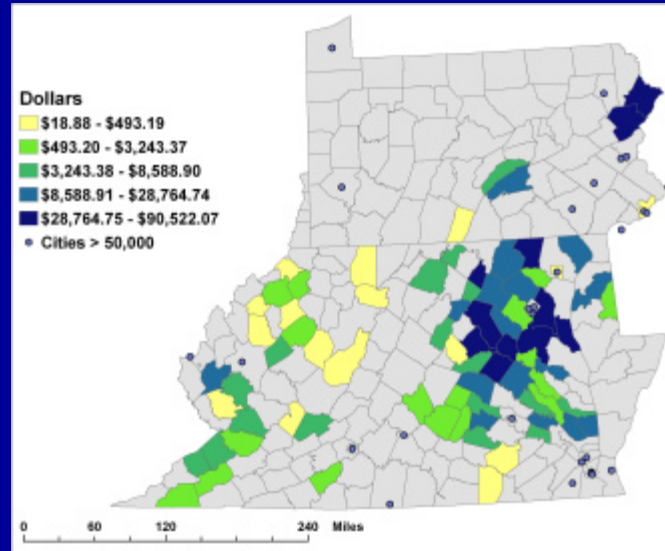 Dollars
$18.88 - $493.19
$493.20 - $3,243.37
$3,243.38 - $8,588.90
$8,588.91 - $28,764.74
$28,764.75 - $90,522.07
Cities > 50,000
0 60 120 240 Miles